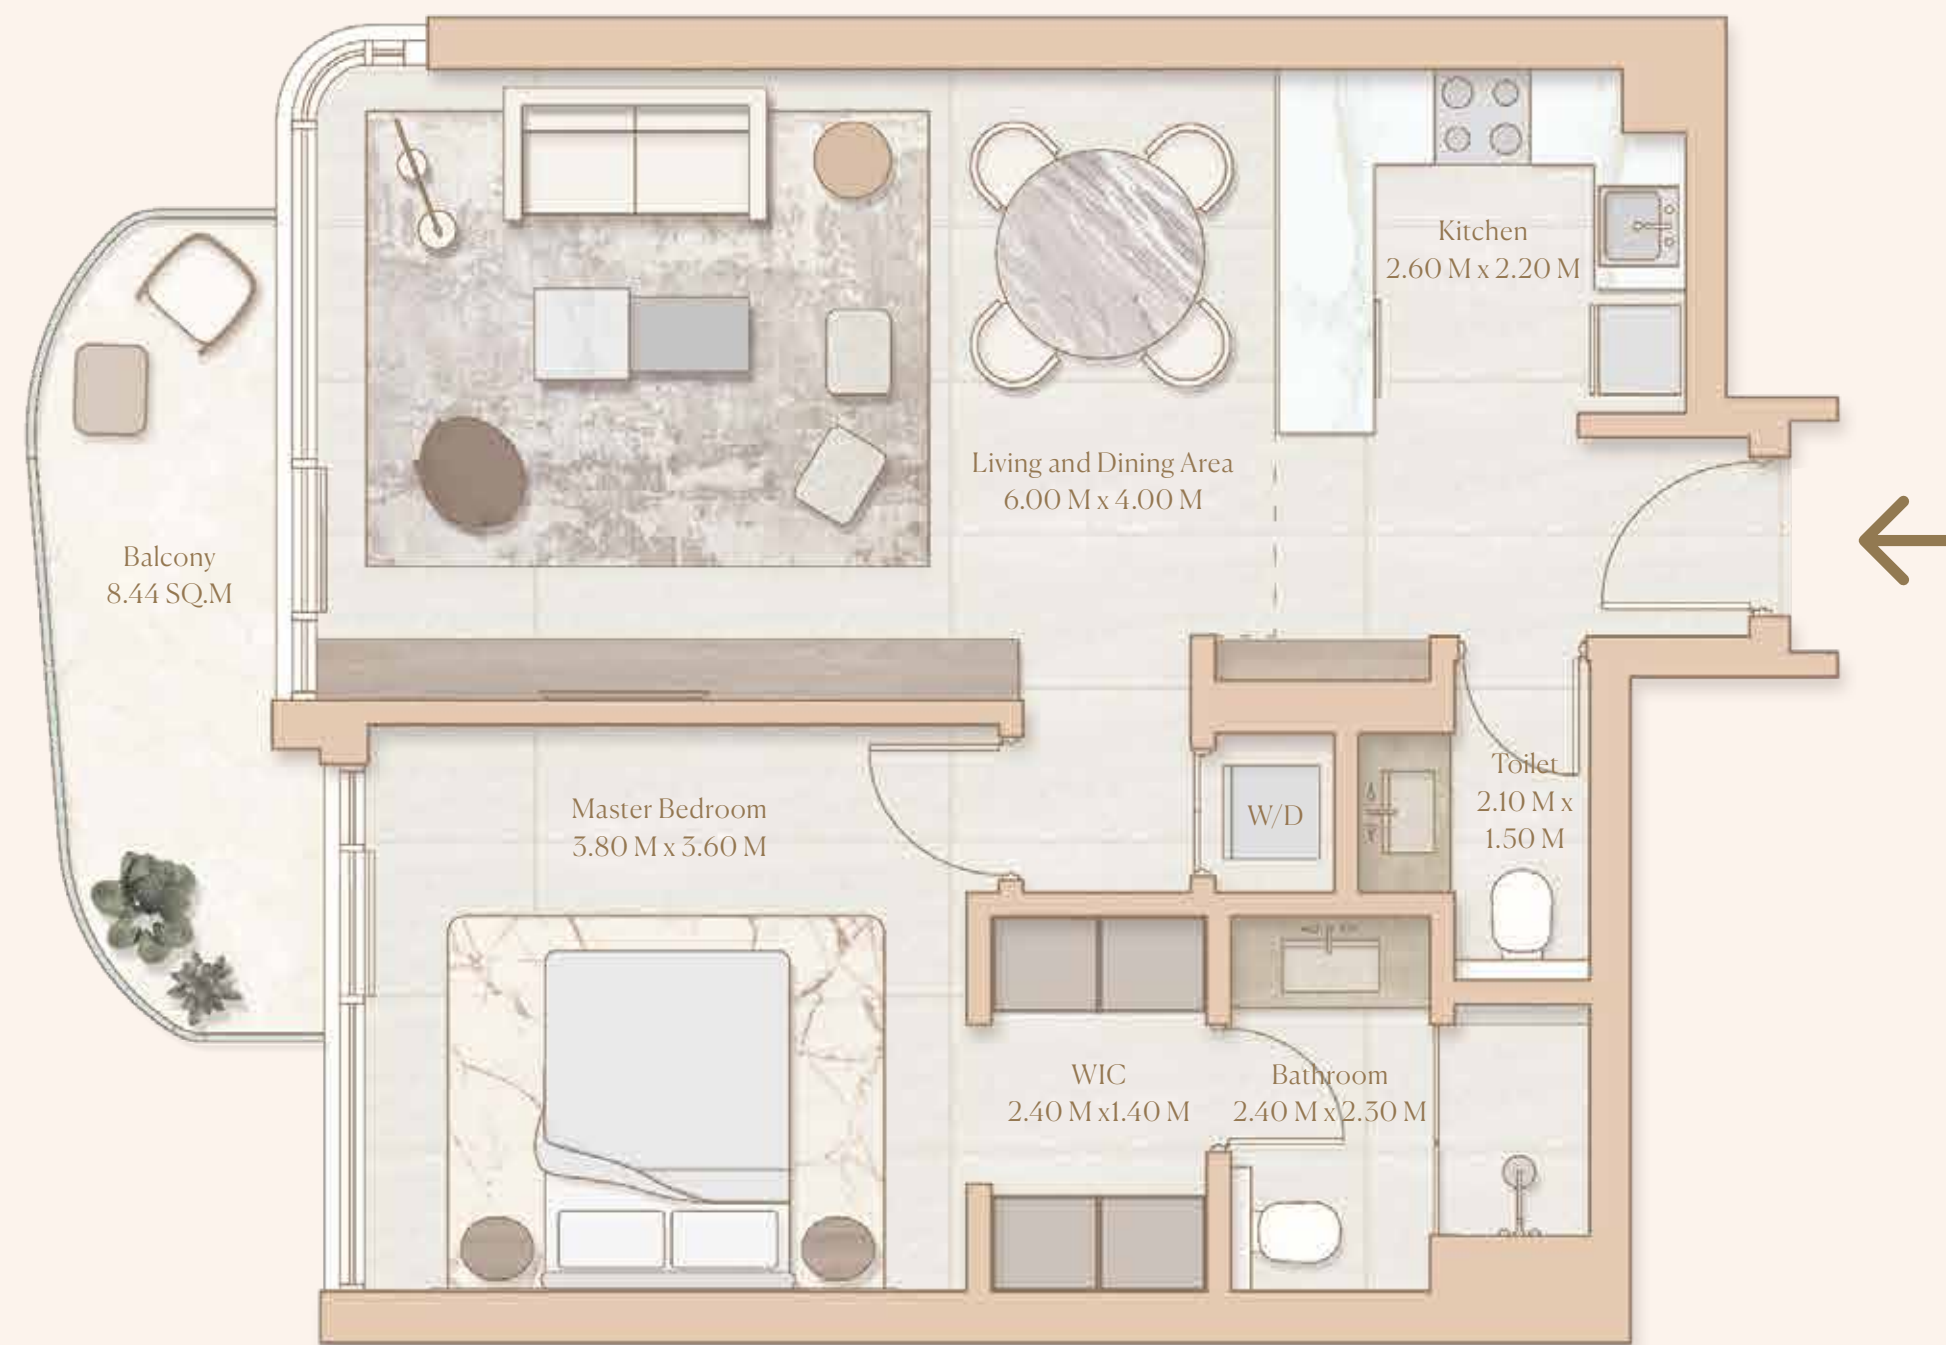 Kitchen
2.60 M x 2.20 M
Living and Dining Area
6.00 M x 4.00 M
Balcony
8.44 SQ.M
Master Bedroom
3.80 M x 3.60 M
W/D
Toilet
2.10 M x
1.50 M
WIC
2.40 M x1.40 M
Bathroom
2.40 M x 2.30 M